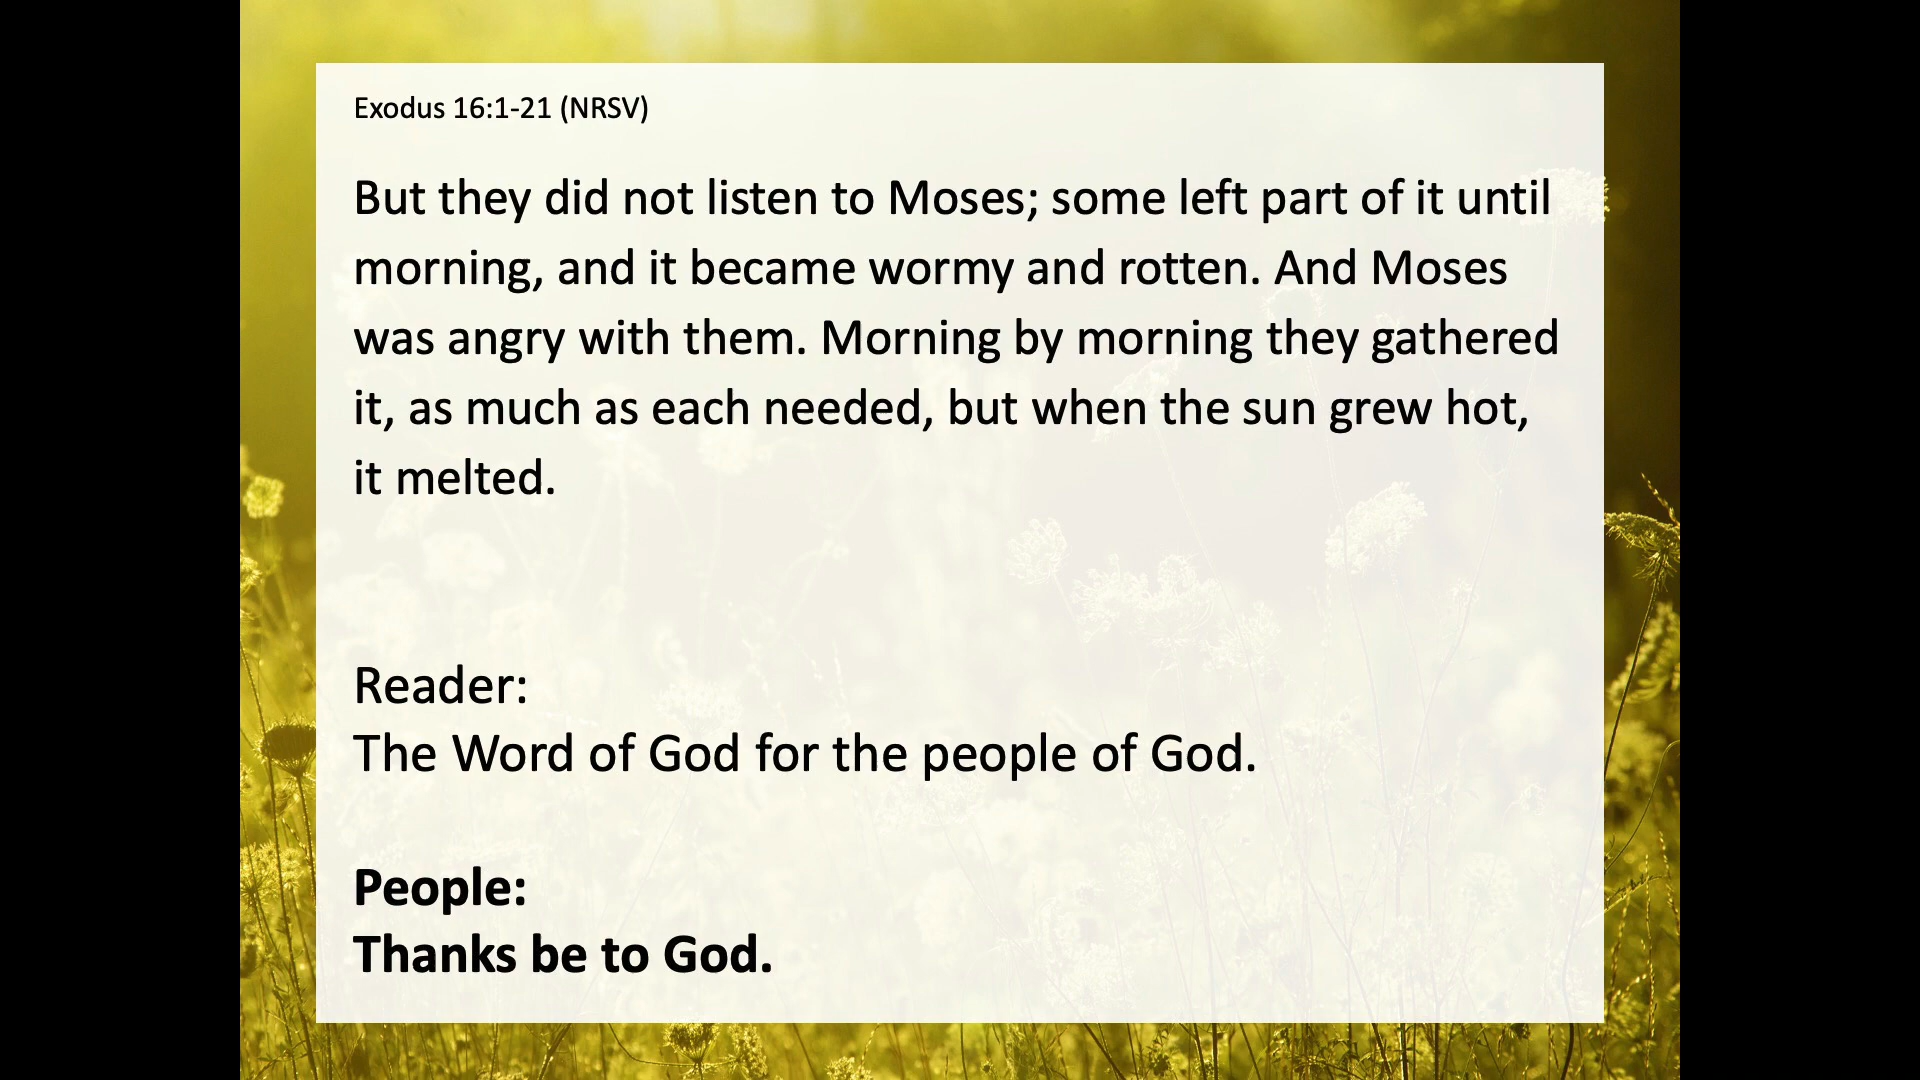 Exodus 16:1-21 (NRSV)
But they did not listen to Moses; some left part of it until
morning, and it became wormy and rotten. And Moses
was angry with them. Morning by morning they gathered
it, as much as each needed, but when the sun grew hot,
it melted.
Reader:
The Word of God for the people of God.
People:
Thanks be to God.